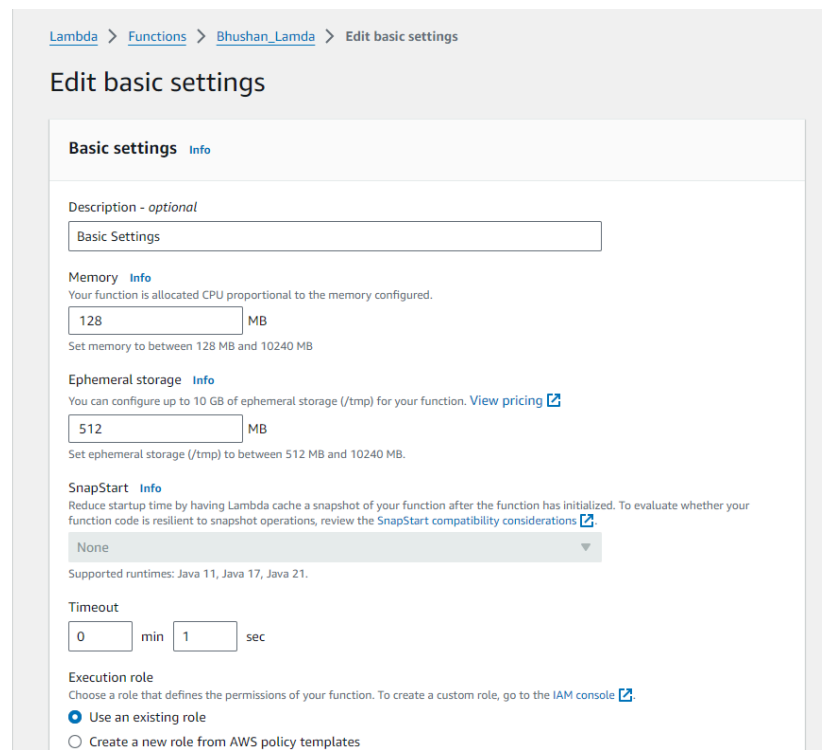 Lambda > Functions > Bhushan_Lamda > Edit basic settings
Edit basic settings
Basic settings Info
Description - optional
Basic Settings
Memory Info
Your function is allocated CPU proportional to the memory configured.
128 MB
Set memory to between 128 MB and 10240 MB
Ephemeral storage Info
You can configure up to 10 GB of ephemeral storage (/tmp) for your function. View pricing
512 MB
Set ephemeral storage (/tmp) to between 512 MB and 10240 MB.
SnapStart Info
Reduce startup time by having Lambda cache a snapshot of your function after the function has initialized. To evaluate whether your
function code is resilient to snapshot operations, review the SnapStart compatibility considerations.
None
Supported runtimes: Java 11, Java 17, Java 21.
Timeout
0 min 1 sec
Execution role
Choose a role that defines the permissions of your function. To create a custom role, go to the IAM console.
Use an existing role
Create a new role from AWS policy templates